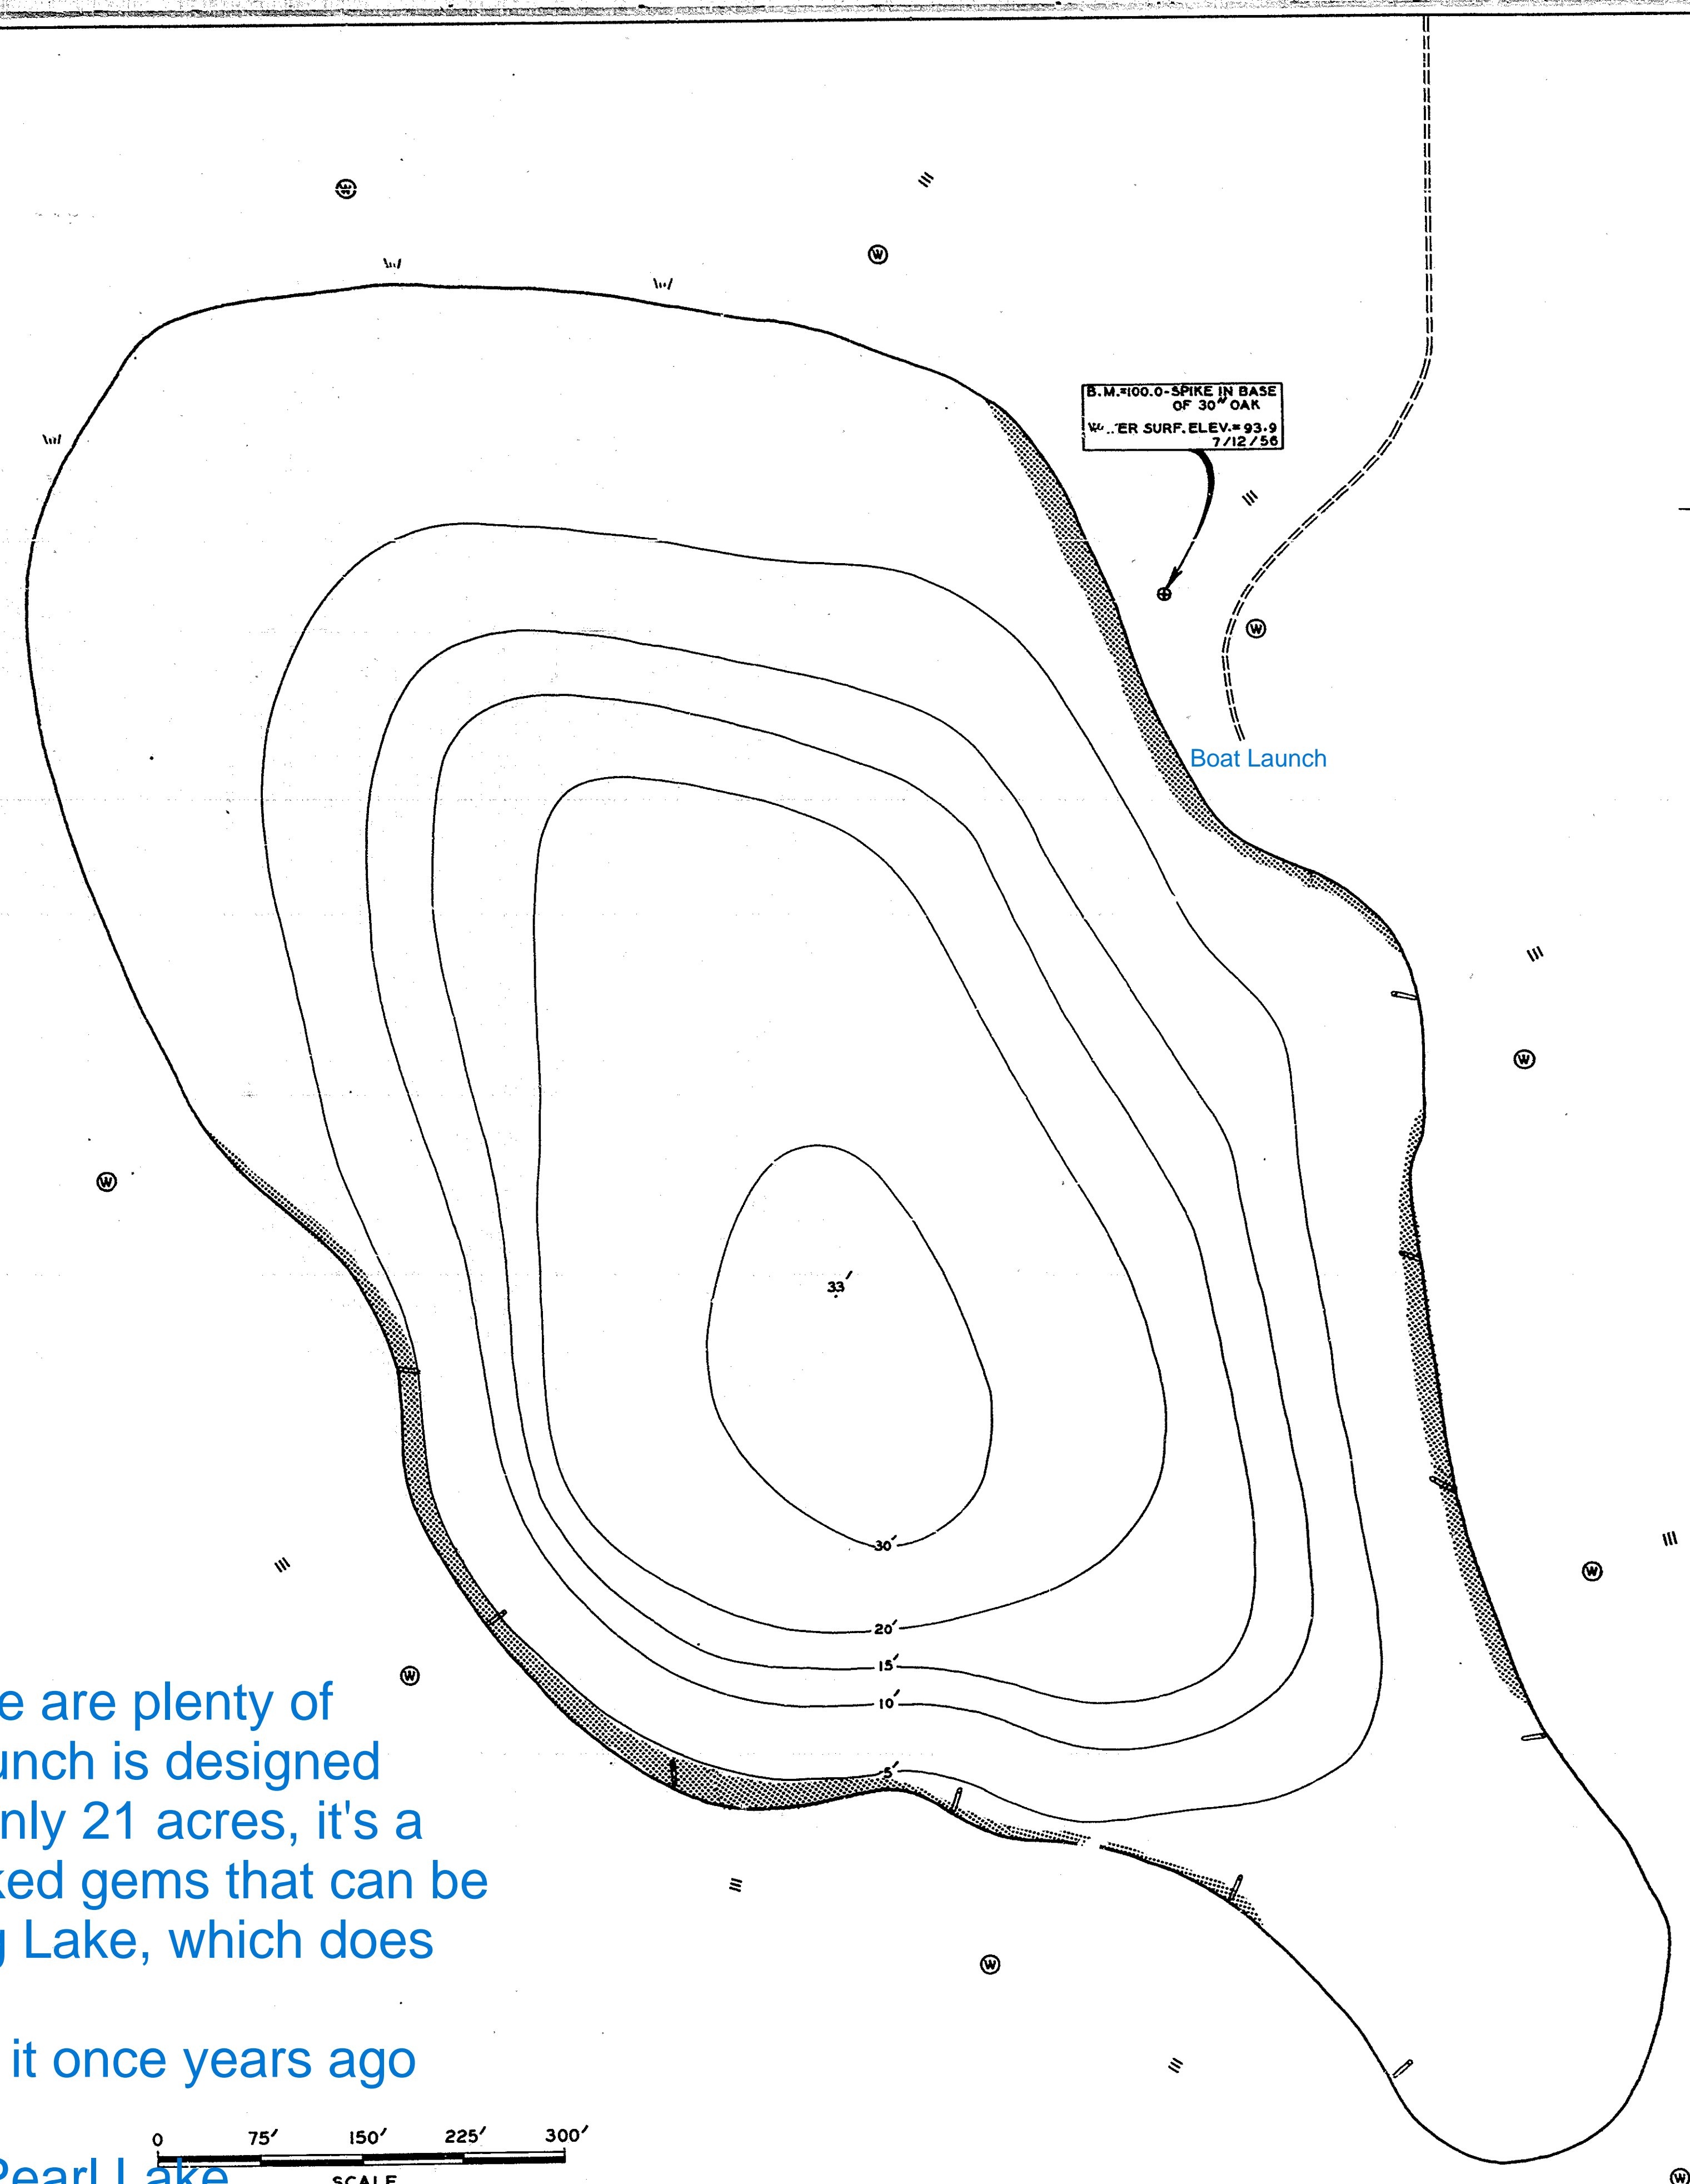 B.M.=100.0-SPIKE IN BASE
OF 30" OAK
SURF. ELEV.= 93.9
7/12/56
W
W
W
Boat Launch
W
W
33'
30'
20'
15'
10'
5'
W
W
W
W
e are plenty of
unch is designed
nly 21 acres, it's a
ked gems that can be
g Lake, which does
it once years ago
0 75' 150' 225' 300'
SCALE
Pearl Lake